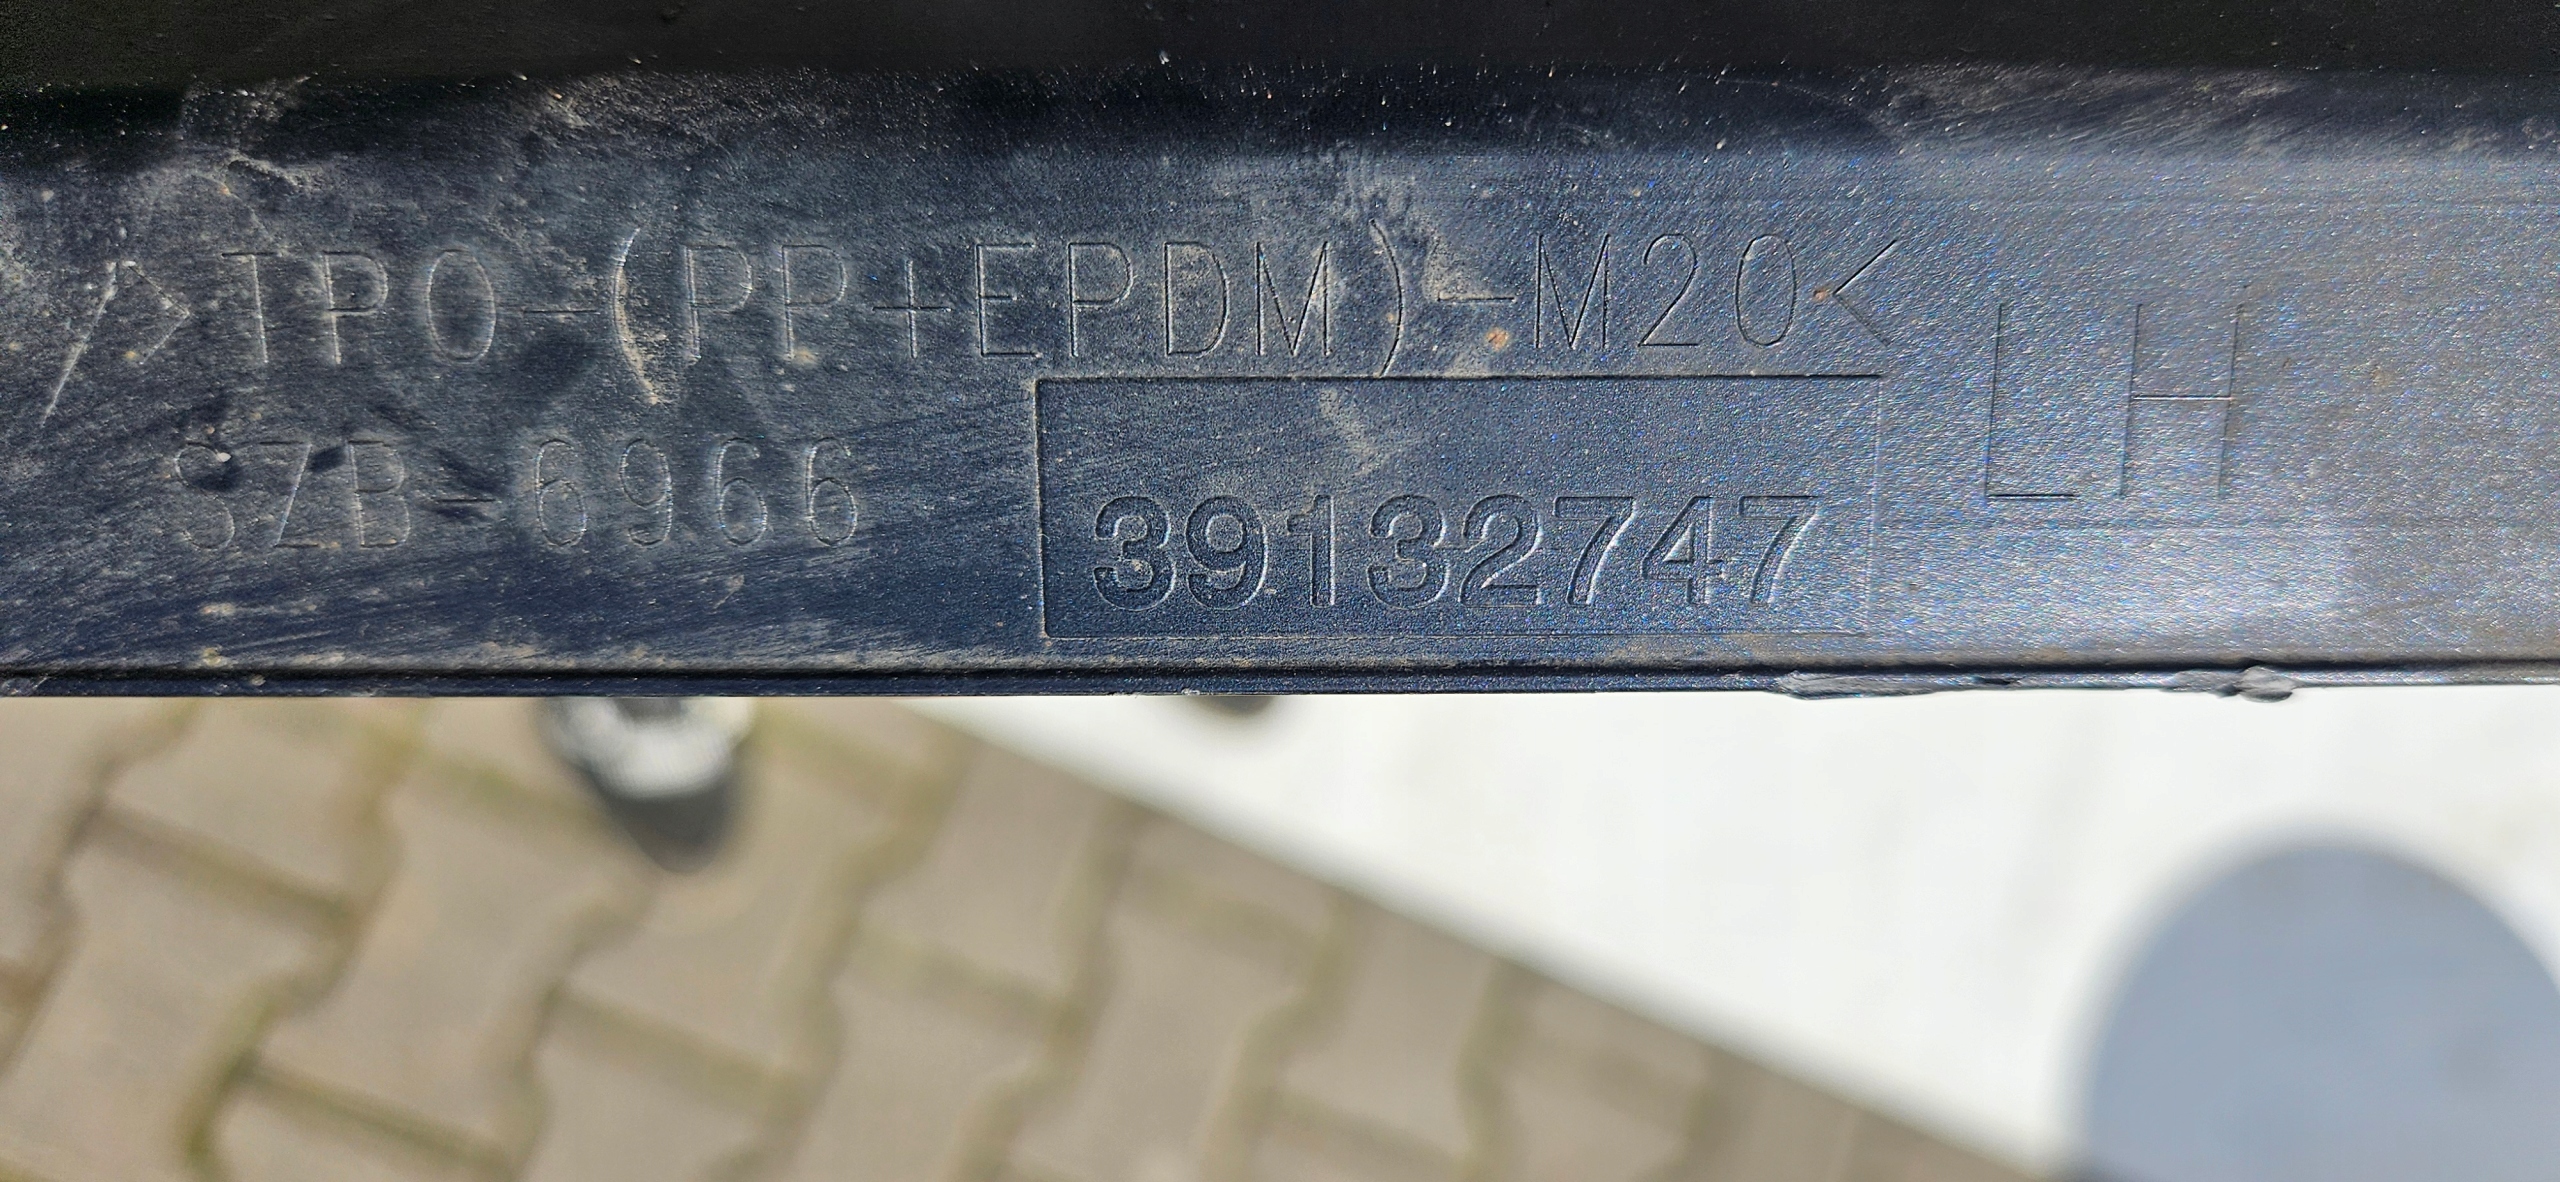 >TPO-(PP+EPDM)-M20<
LH
SZB-6966
39132747